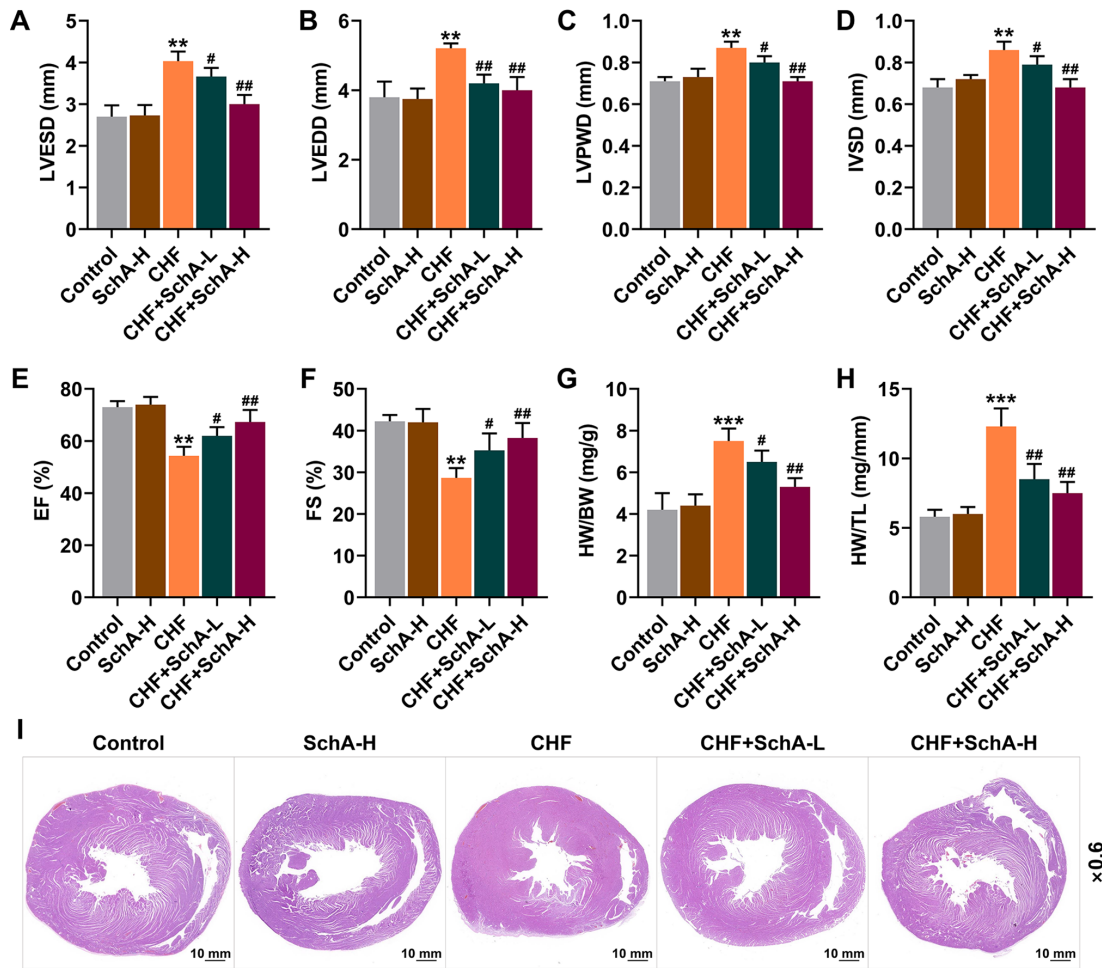 A
LVESD (mm)
5
4
3
2
1
0
**
#
##
Control
SchA-H
CHF
CHF+SchA-L
CHF+SchA-H
B
LVEDD (mm)
6
4
2
0
**
##
##
Control
SchA-H
CHF
CHF+SchA-L
CHF+SchA-H
C
LVPWD (mm)
1.0
0.8
0.6
0.4
0.2
0.0
**
#
##
Control
SchA-H
CHF
CHF+SchA-L
CHF+SchA-H
D
IVSD (mm)
1.0
0.8
0.6
0.4
0.2
0.0
**
#
##
Control
SchA-H
CHF
CHF+SchA-L
CHF+SchA-H
E
EF (%)
80
60
40
20
0
**
#
##
Control
SchA-H
CHF
CHF+SchA-L
CHF+SchA-H
F
FS (%)
50
40
30
20
10
0
**
#
##
Control
SchA-H
CHF
CHF+SchA-L
CHF+SchA-H
G
HW/BW (mg/g)
10
8
6
4
2
0
***
#
##
Control
SchA-H
CHF
CHF+SchA-L
CHF+SchA-H
H
HW/TL (mg/mm)
15
10
5
0
***
##
##
Control
SchA-H
CHF
CHF+SchA-L
CHF+SchA-H
I
Control
SchA-H
CHF
CHF+SchA-L
CHF+SchA-H
10 mm
10 mm
10 mm
10 mm
10 mm
×0.6